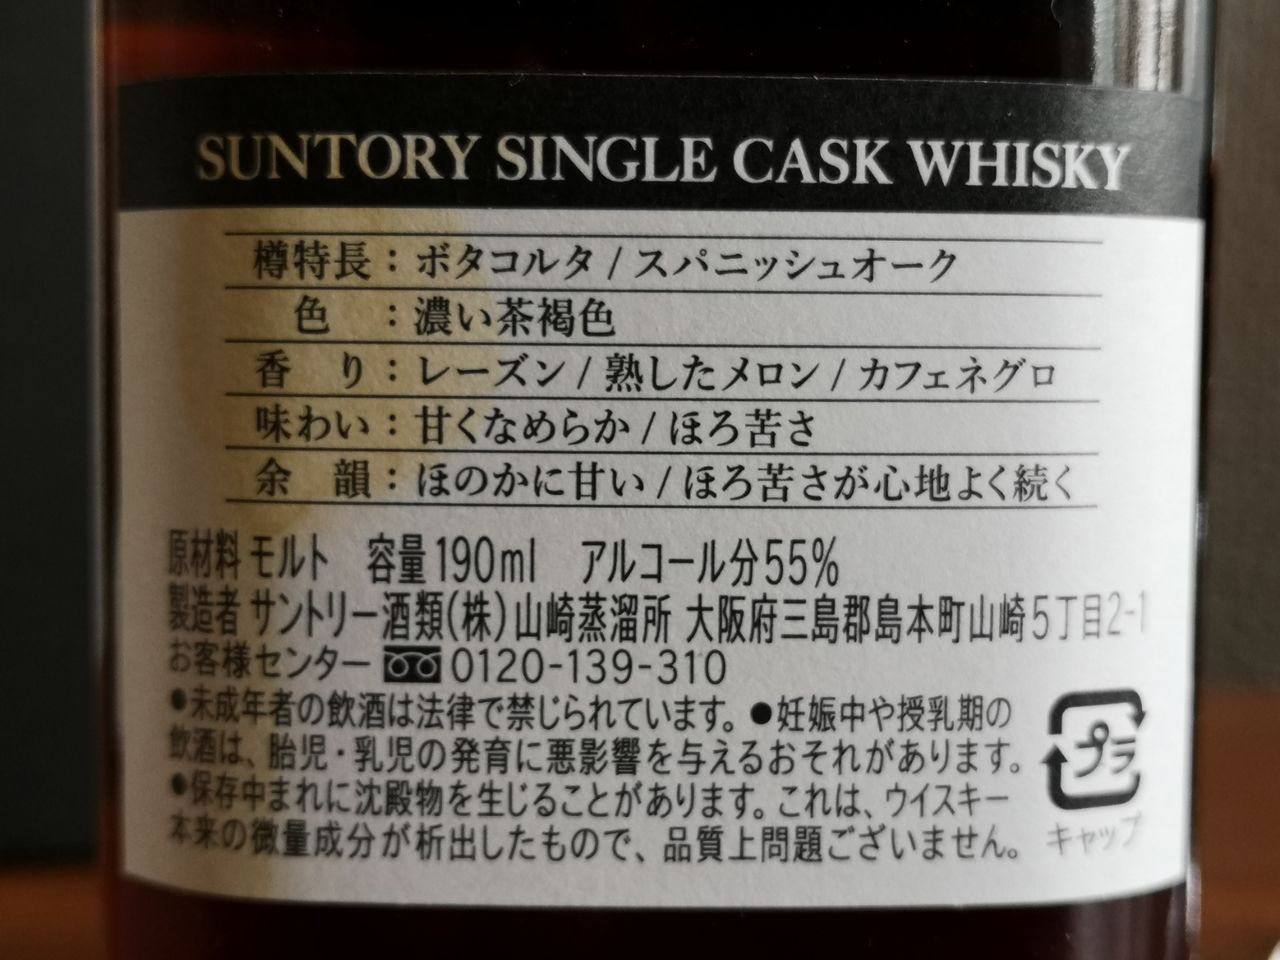 SUNTORY SINGLE CASK WHISKY
樽特長：ボタコルタ / スパニッシュオーク
色　：濃い茶褐色
香　り：レーズン / 熟したメロン / カフェネグロ
味わい：甘くなめらか / ほろ苦さ
余　韻：ほのかに甘い / ほろ苦さが心地よく続く
原材料 モルト　容量190ml　アルコール分55%
製造者 サントリー酒類(株)山崎蒸溜所 大阪府三島郡島本町山崎5丁目2-1
お客様センター 0120-139-310
●未成年者の飲酒は法律で禁じられています。●妊娠中や授乳期の
飲酒は、胎児・乳児の発育に悪影響を与えるおそれがあります。
●保存中まれに沈殿物を生じることがあります。これは、ウイスキー
本来の微量成分が析出したもので、品質上問題ございません。
プラ
キャップ